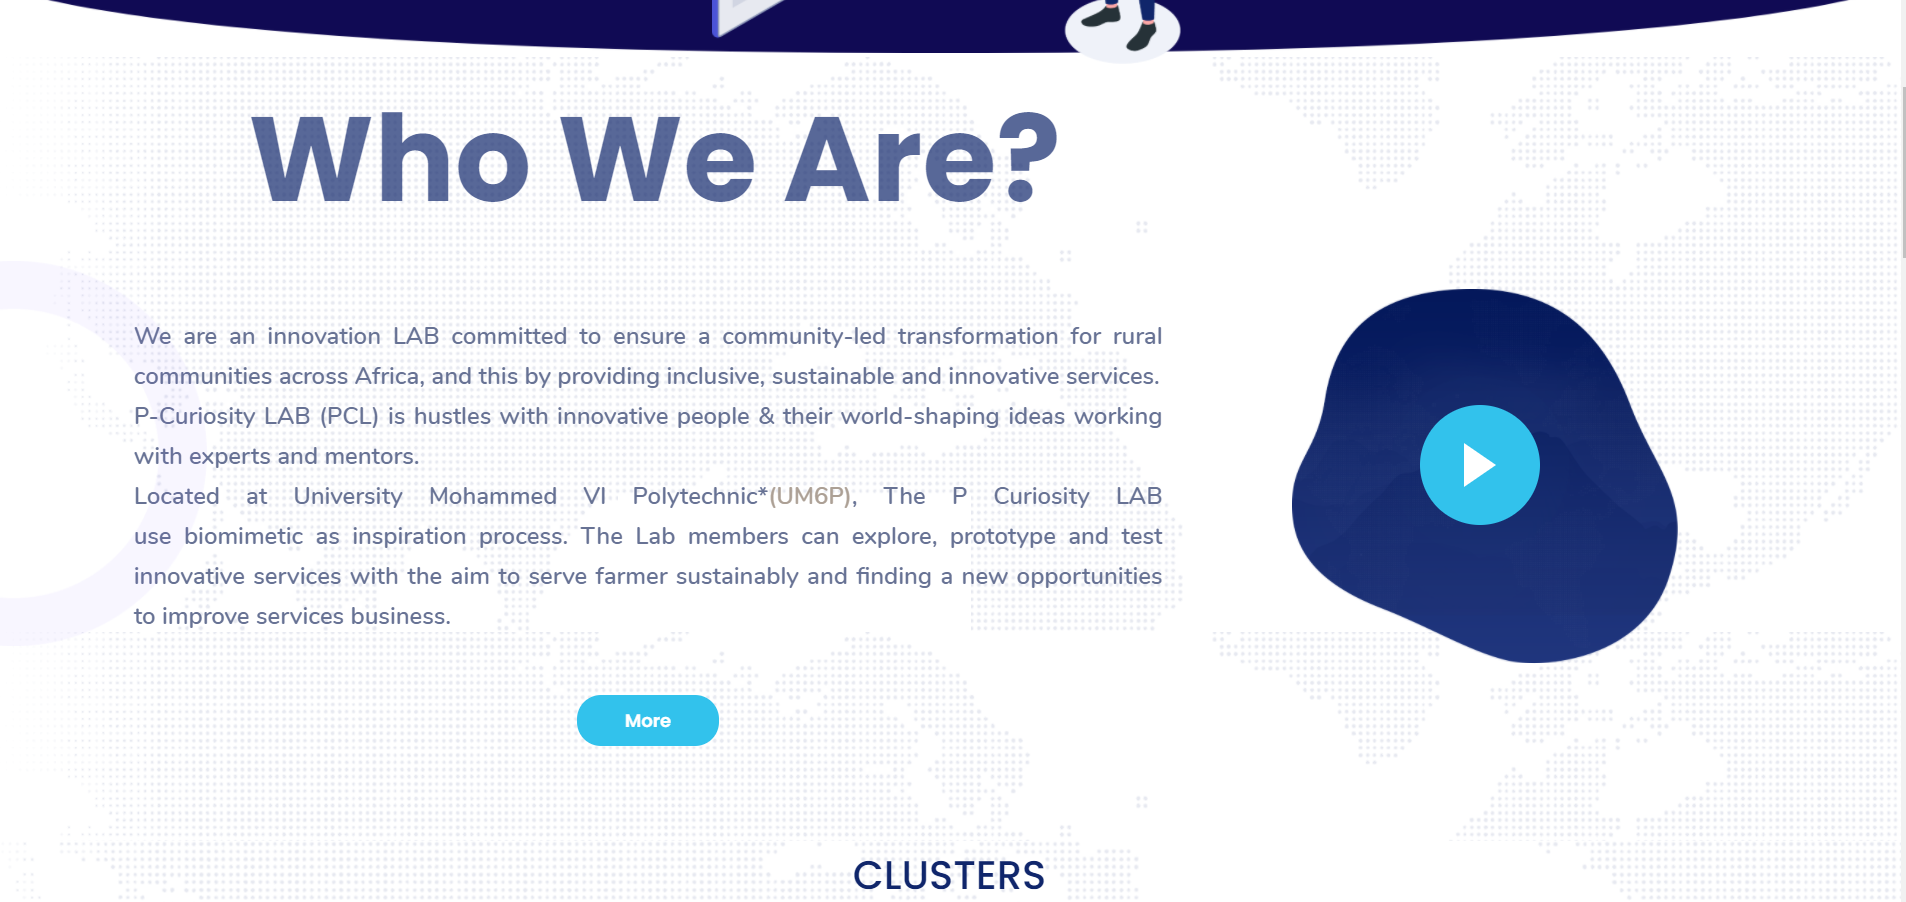 Who We Are?
We are an innovation LAB committed to ensure a community-led transformation for rural
communities across Africa, and this by providing inclusive, sustainable and innovative services.
P-Curiosity LAB (PCL) is hustles with innovative people & their world-shaping ideas working
with experts and mentors.
Located at University Mohammed VI Polytechnic*(UM6P), The P Curiosity LAB
use biomimetic as inspiration process. The Lab members can explore, prototype and test
innovative services with the aim to serve farmer sustainably and finding a new opportunities
to improve services business.
More
CLUSTERS